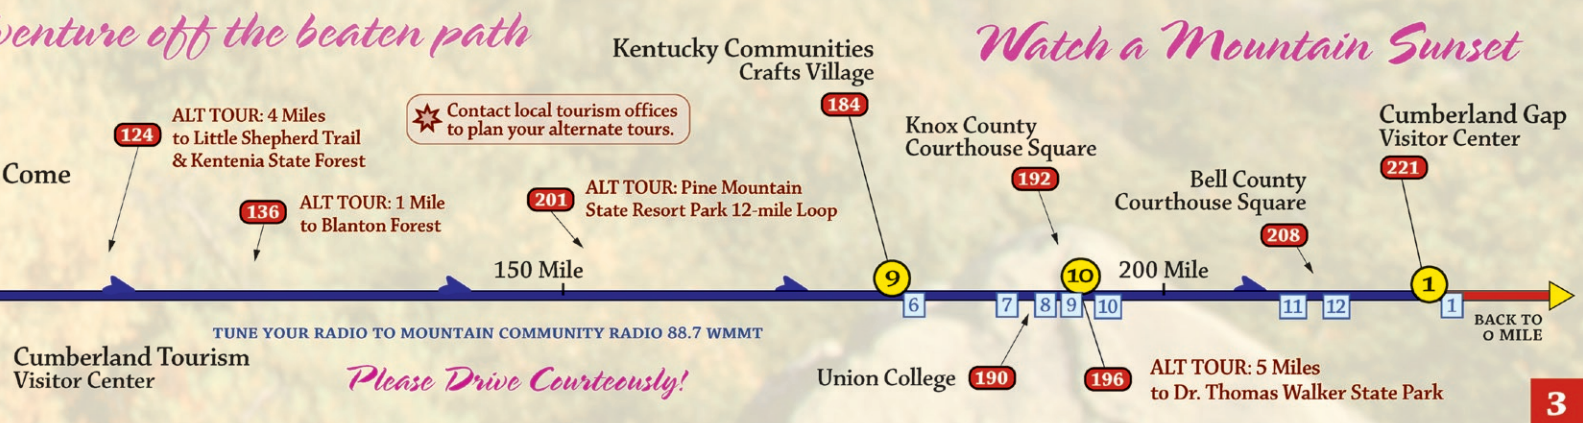 venture off the beaten path
Watch a Mountain Sunset
Kentucky Communities
Crafts Village
184
124
ALT TOUR: 4 Miles
to Little Shepherd Trail
& Kentenia State Forest
Contact local tourism offices
to plan your alternate tours.
Knox County
Courthouse Square
192
Cumberland Gap
Visitor Center
221
Come
136
ALT TOUR: 1 Mile
to Blanton Forest
201
ALT TOUR: Pine Mountain
State Resort Park 12-mile Loop
Bell County
Courthouse Square
208
150 Mile
9
10
200 Mile
1
6
7
8
9
10
11
12
1
BACK TO
0 MILE
TUNE YOUR RADIO TO MOUNTAIN COMMUNITY RADIO 88.7 WMMT
Cumberland Tourism
Visitor Center
Please Drive Courteously!
Union College
190
196
ALT TOUR: 5 Miles
to Dr. Thomas Walker State Park
3